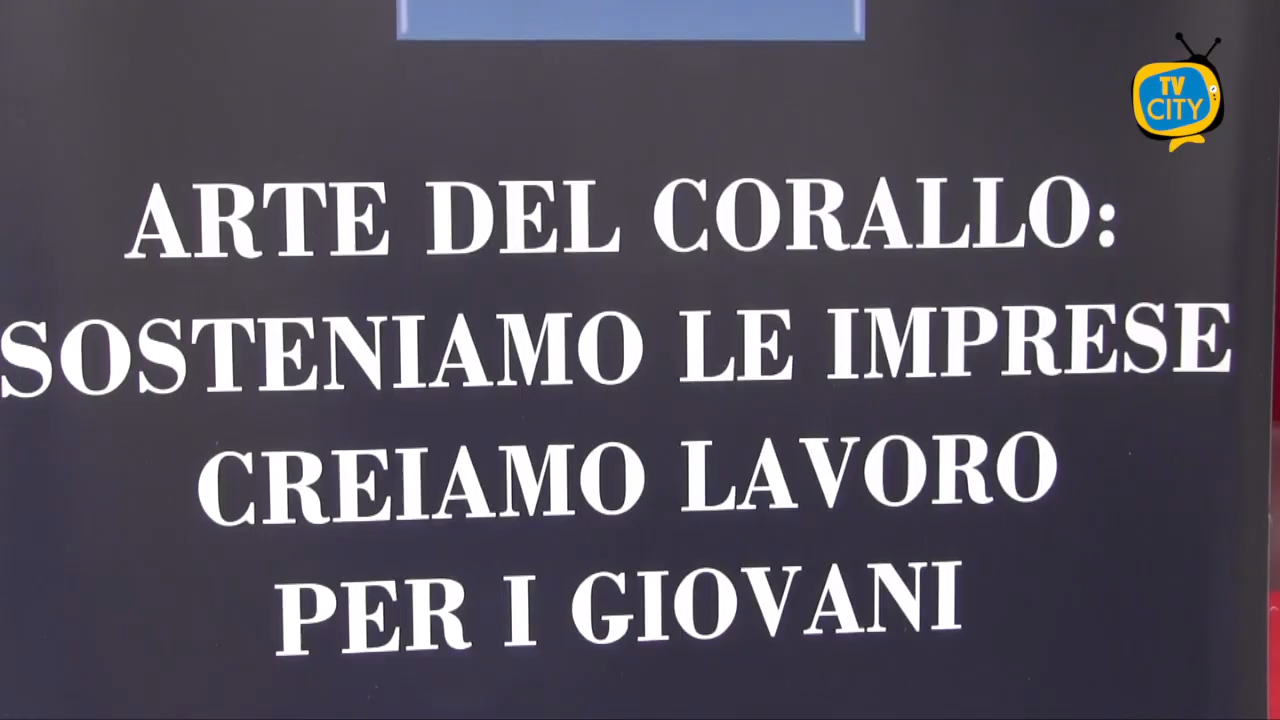 TV
CITY
ARTE DEL CORALLO:
SOSTENIAMO LE IMPRESE
CREIAMO LAVORO
PER I GIOVANI